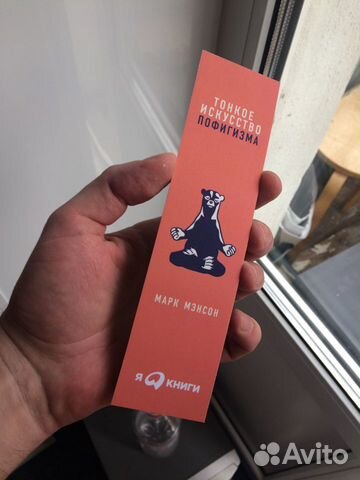 ТОНКОЕ
ИСКУССТВО
ПОФИГИЗМА
МАРК МЭНСОН
Я КНИГИ
Avito